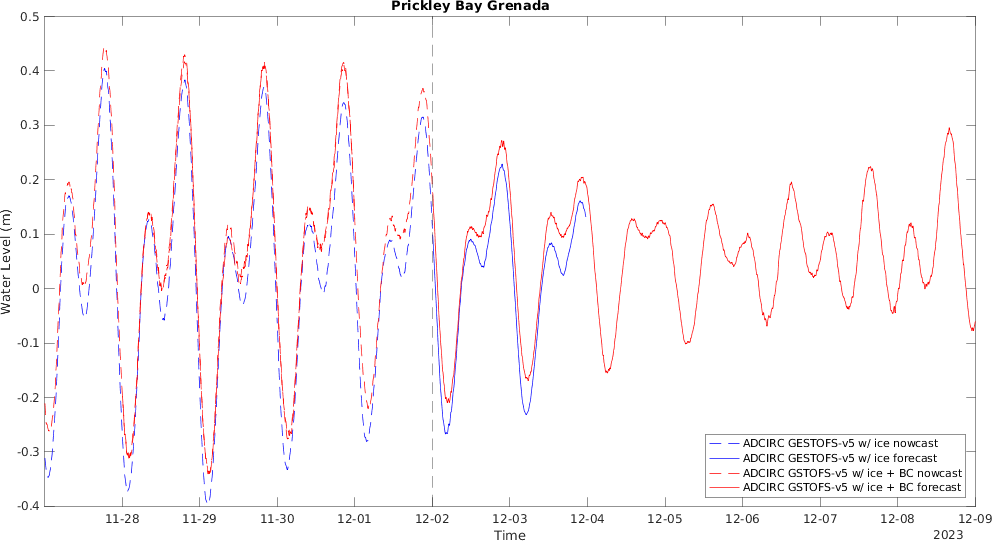 Prickley Bay Grenada
0.5
0.4
0.3
0.2
0.1
0
-0.1
-0.2
-0.3
-0.4
Water Level (m)
11-28 11-29 11-30 12-01 12-02 12-03 12-04 12-05 12-06 12-07 12-08 12-09
Time
2023
ADCIRC GESTOFS-v5 w/ ice nowcast
ADCIRC GESTOFS-v5 w/ ice forecast
ADCIRC GSTOFS-v5 w/ ice + BC nowcast
ADCIRC GSTOFS-v5 w/ ice + BC forecast